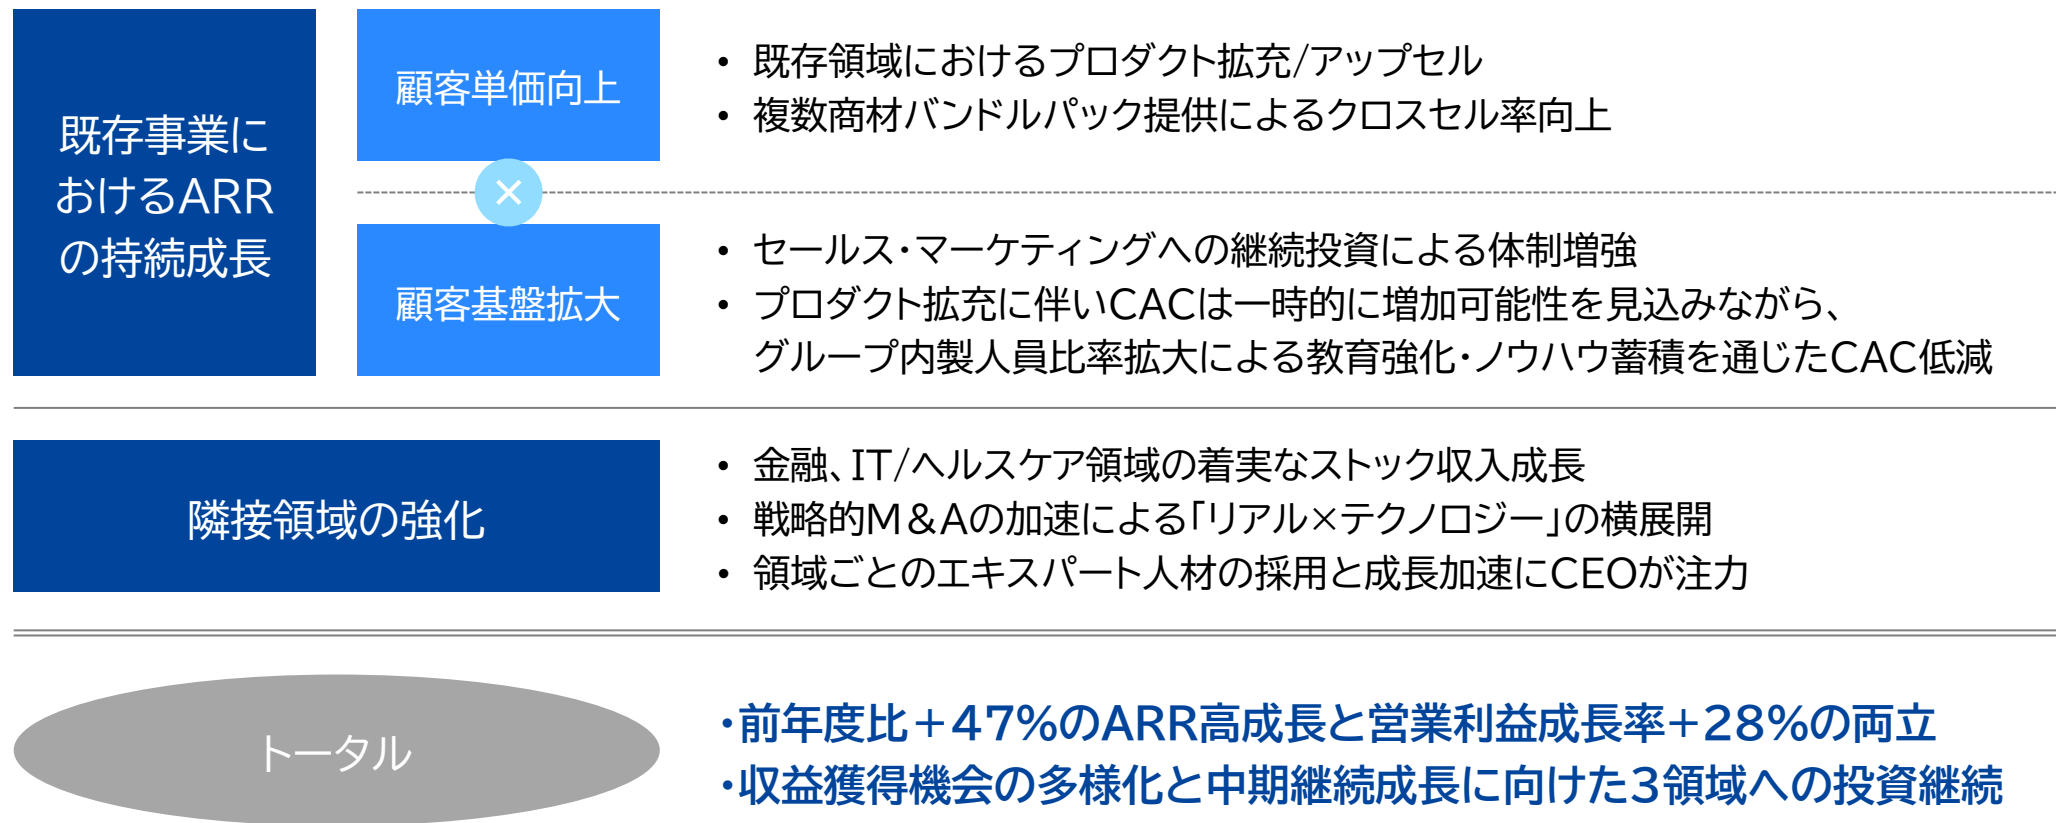 既存事業に
おけるARR
の持続成長
顧客単価向上
• 既存領域におけるプロダクト拡充/アップセル
• 複数商材バンドルパック提供によるクロスセル率向上
×
顧客基盤拡大
• セールス・マーケティングへの継続投資による体制増強
• プロダクト拡充に伴いCACは一時的に増加可能性を見込みながら、
グループ内製人員比率拡大による教育強化・ノウハウ蓄積を通じたCAC低減
隣接領域の強化
• 金融、IT/ヘルスケア領域の着実なストック収入成長
• 戦略的M&Aの加速による「リアル×テクノロジー」の横展開
• 領域ごとのエキスパート人材の採用と成長加速にCEOが注力
トータル
・前年度比+47%のARR高成長と営業利益成長率+28%の両立
・収益獲得機会の多様化と中期継続成長に向けた3領域への投資継続